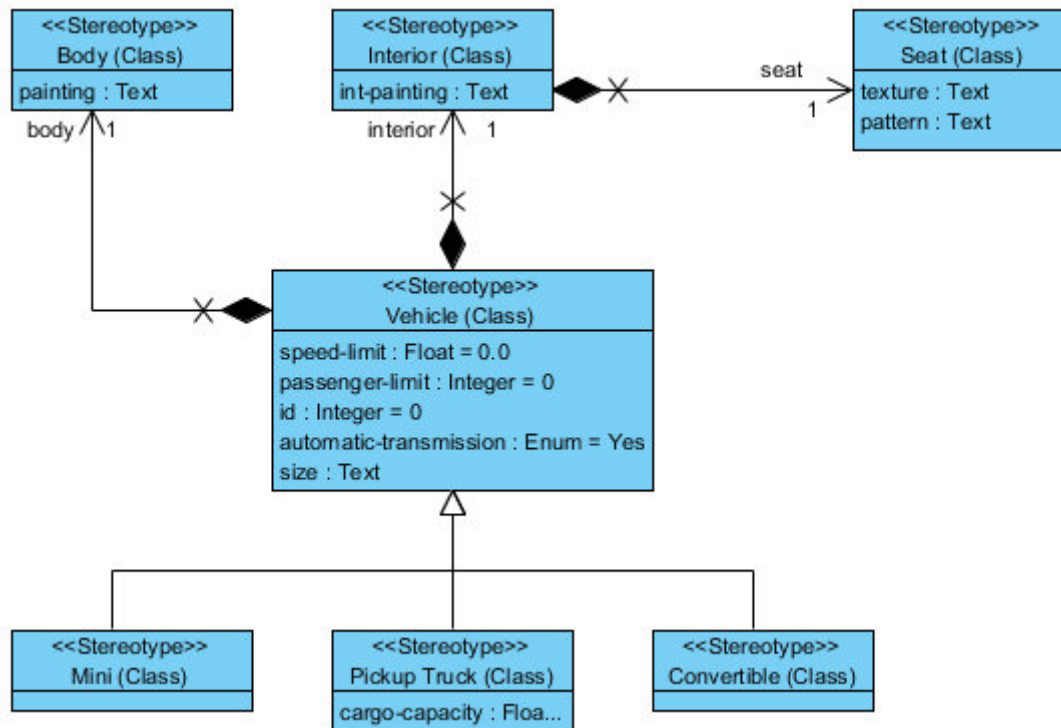 <<Stereotype>>
Body (Class)
painting : Text
<<Stereotype>>
Interior (Class)
int-painting : Text
<<Stereotype>>
Seat (Class)
texture : Text
pattern : Text
seat
1
body
1
interior
1
<<Stereotype>>
Vehicle (Class)
speed-limit : Float = 0.0
passenger-limit : Integer = 0
id : Integer = 0
automatic-transmission : Enum = Yes
size : Text
<<Stereotype>>
Mini (Class)
<<Stereotype>>
Pickup Truck (Class)
cargo-capacity : Floa...
<<Stereotype>>
Convertible (Class)